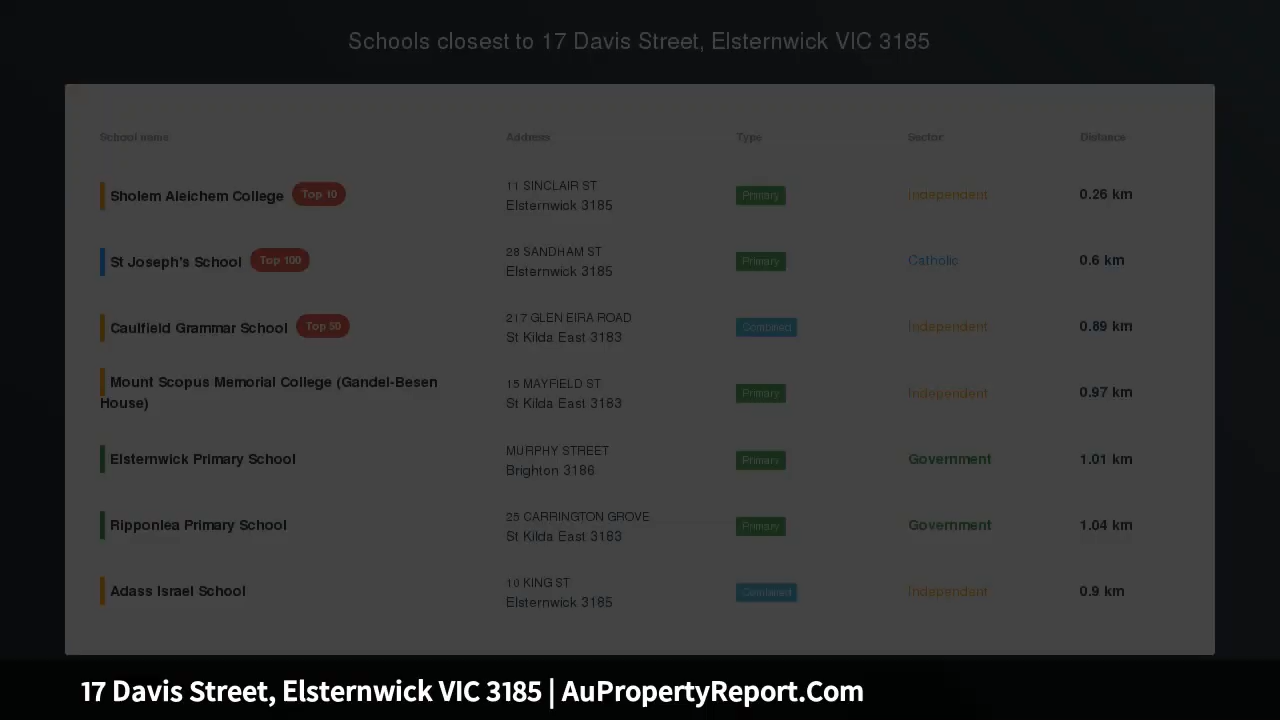 Schools closest to 17 Davis Street, Elsternwick VIC 3185
School name Address Type Sector Distance
Sholem Aleichem College Top 10 11 SINCLAIR ST Primary Independent 0.26 km
Elsternwick 3185
St Joseph's School Top 100 28 SANDHAM ST Primary Catholic 0.6 km
Elsternwick 3185
Caulfield Grammar School Top 50 217 GLEN EIRA ROAD Combined Independent 0.89 km
St Kilda East 3183
Mount Scopus Memorial College (Gandel-Besen 15 MAYFIELD ST Primary Independent 0.97 km
House) St Kilda East 3183
Elsternwick Primary School MURPHY STREET Primary Government 1.01 km
Brighton 3186
Ripponlea Primary School 25 CARRINGTON GROVE Primary Government 1.04 km
St Kilda East 3183
Adass Israel School 10 KING ST Combined Independent 0.9 km
Elsternwick 3185
17 Davis Street, Elsternwick VIC 3185 | AuPropertyReport.Com